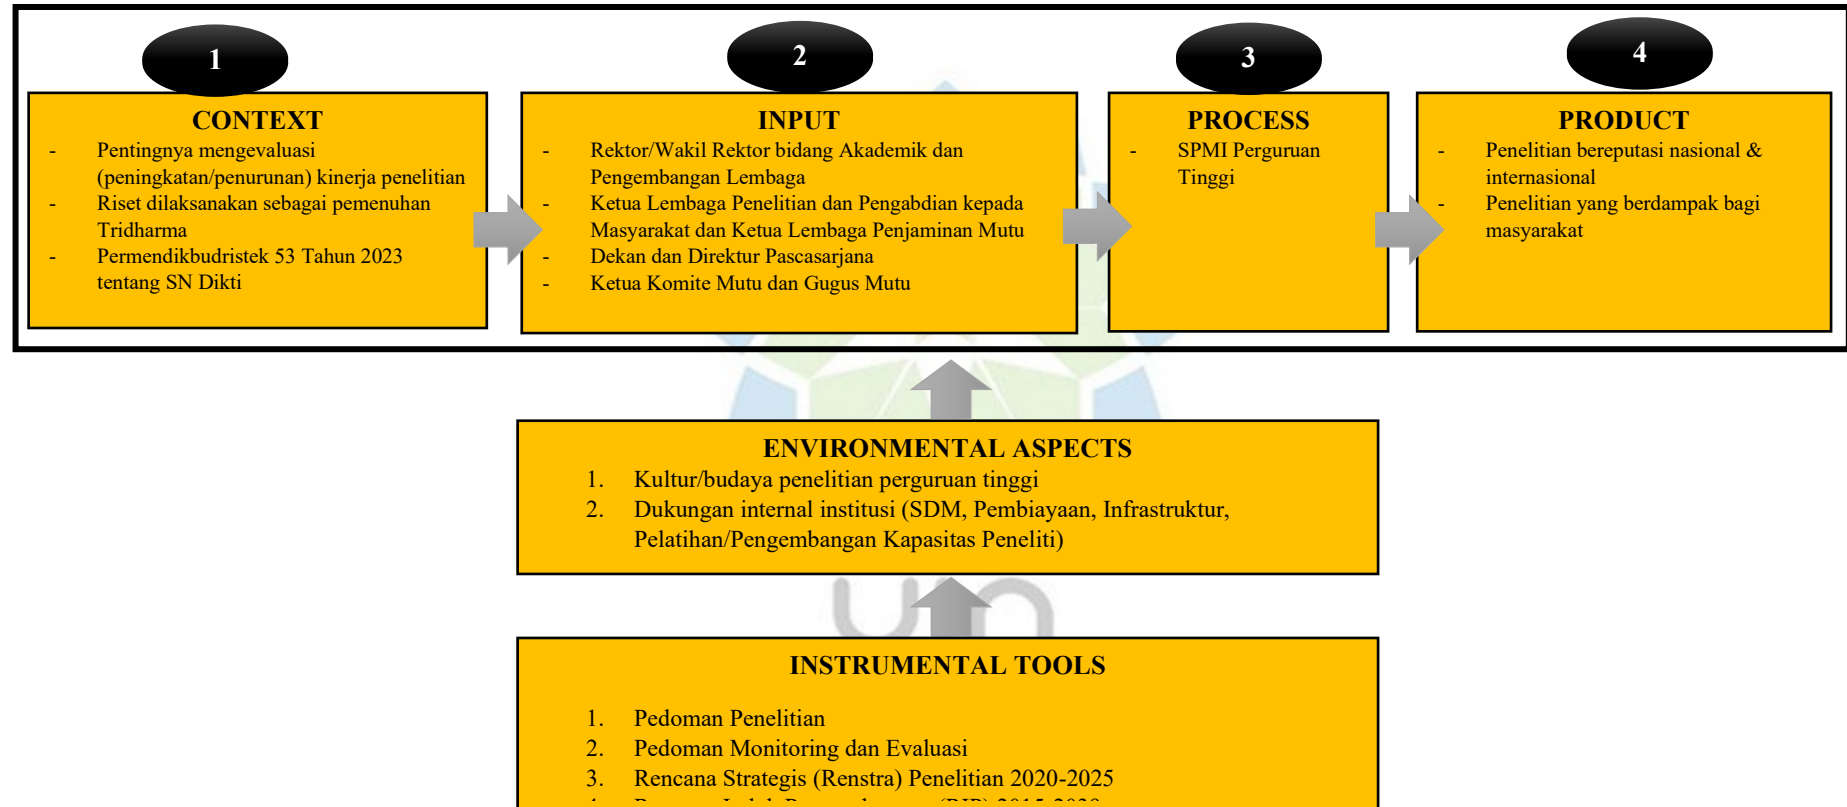 1
CONTEXT
- Pentingnya mengevaluasi
(peningkatan/penurunan) kinerja penelitian
- Riset dilaksanakan sebagai pemenuhan
Tridharma
- Permendikbudristek 53 Tahun 2023
tentang SN Dikti
2
INPUT
- Rektor/Wakil Rektor bidang Akademik dan
Pengembangan Lembaga
- Ketua Lembaga Penelitian dan Pengabdian kepada
Masyarakat dan Ketua Lembaga Penjaminan Mutu
- Dekan dan Direktur Pascasarjana
- Ketua Komite Mutu dan Gugus Mutu
3
PROCESS
- SPMI Perguruan
Tinggi
4
PRODUCT
- Penelitian bereputasi nasional &
internasional
- Penelitian yang berdampak bagi
masyarakat
ENVIRONMENTAL ASPECTS
1. Kultur/budaya penelitian perguruan tinggi
2. Dukungan internal institusi (SDM, Pembiayaan, Infrastruktur,
Pelatihan/Pengembangan Kapasitas Peneliti)
uin
INSTRUMENTAL TOOLS
1. Pedoman Penelitian
2. Pedoman Monitoring dan Evaluasi
3. Rencana Strategis (Renstra) Penelitian 2020-2025